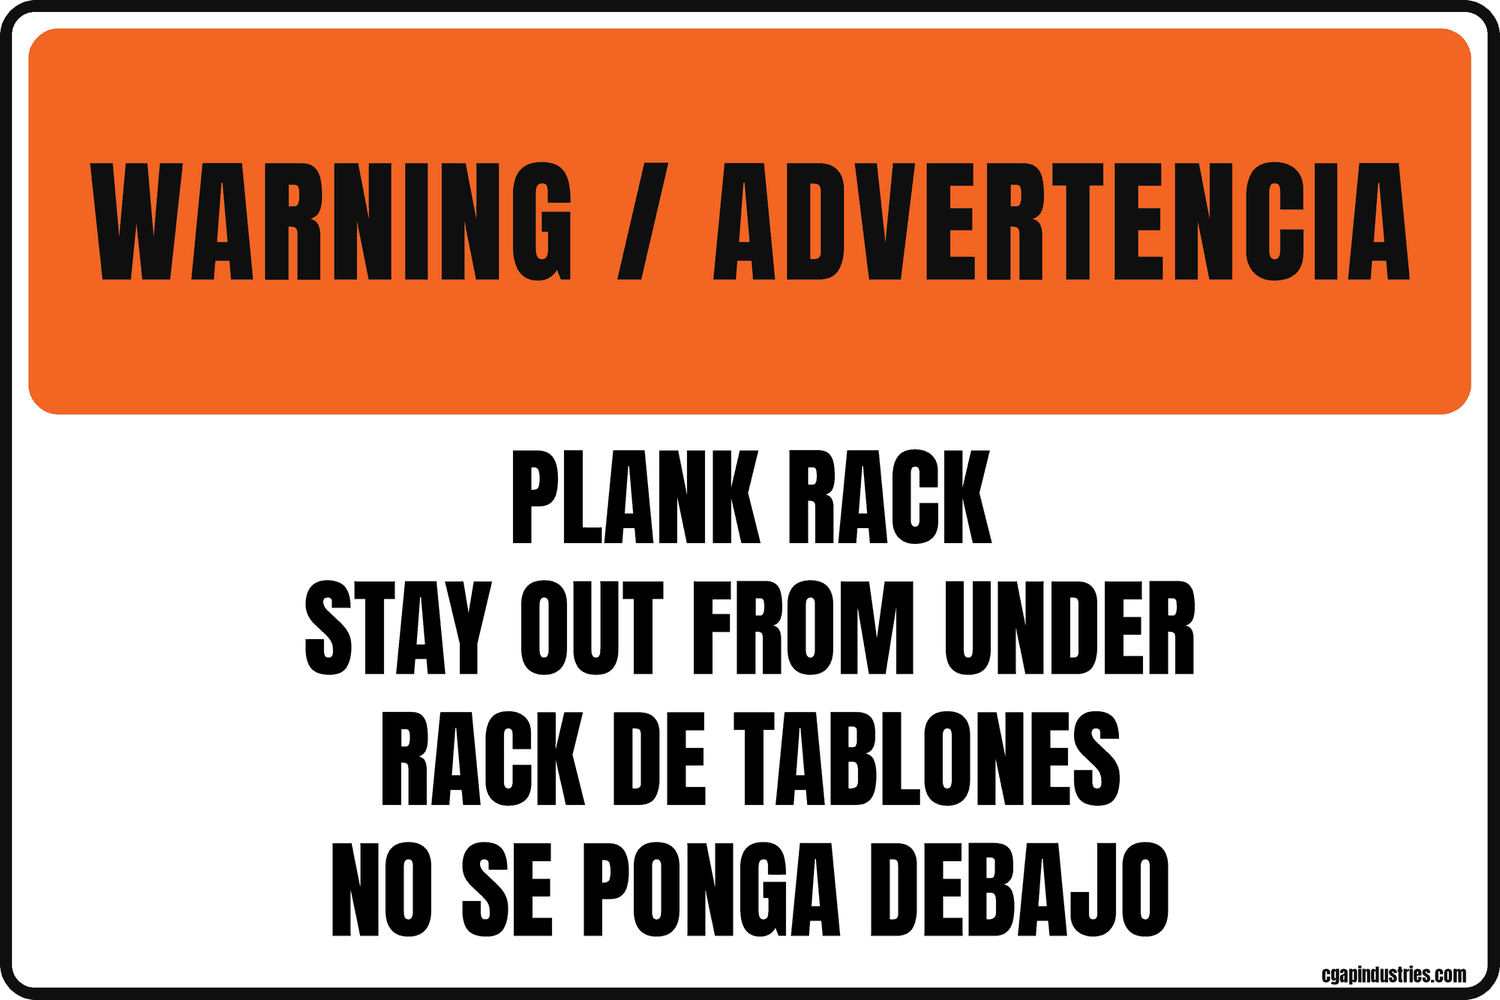 WARNING / ADVERTENCIA
PLANK RACK
STAY OUT FROM UNDER
RACK DE TABLONES
NO SE PONGA DEBAJO
cgapindustries.com